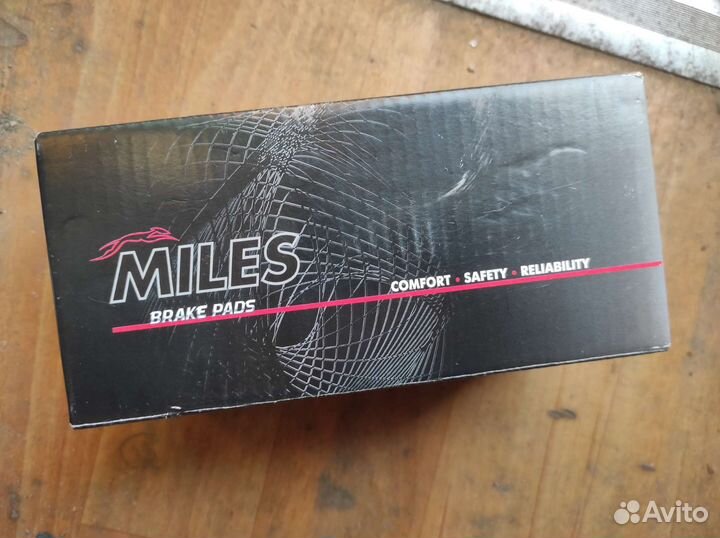 MILES
BRAKE PADS
COMFORT • SAFETY • RELIABILITY
Avito